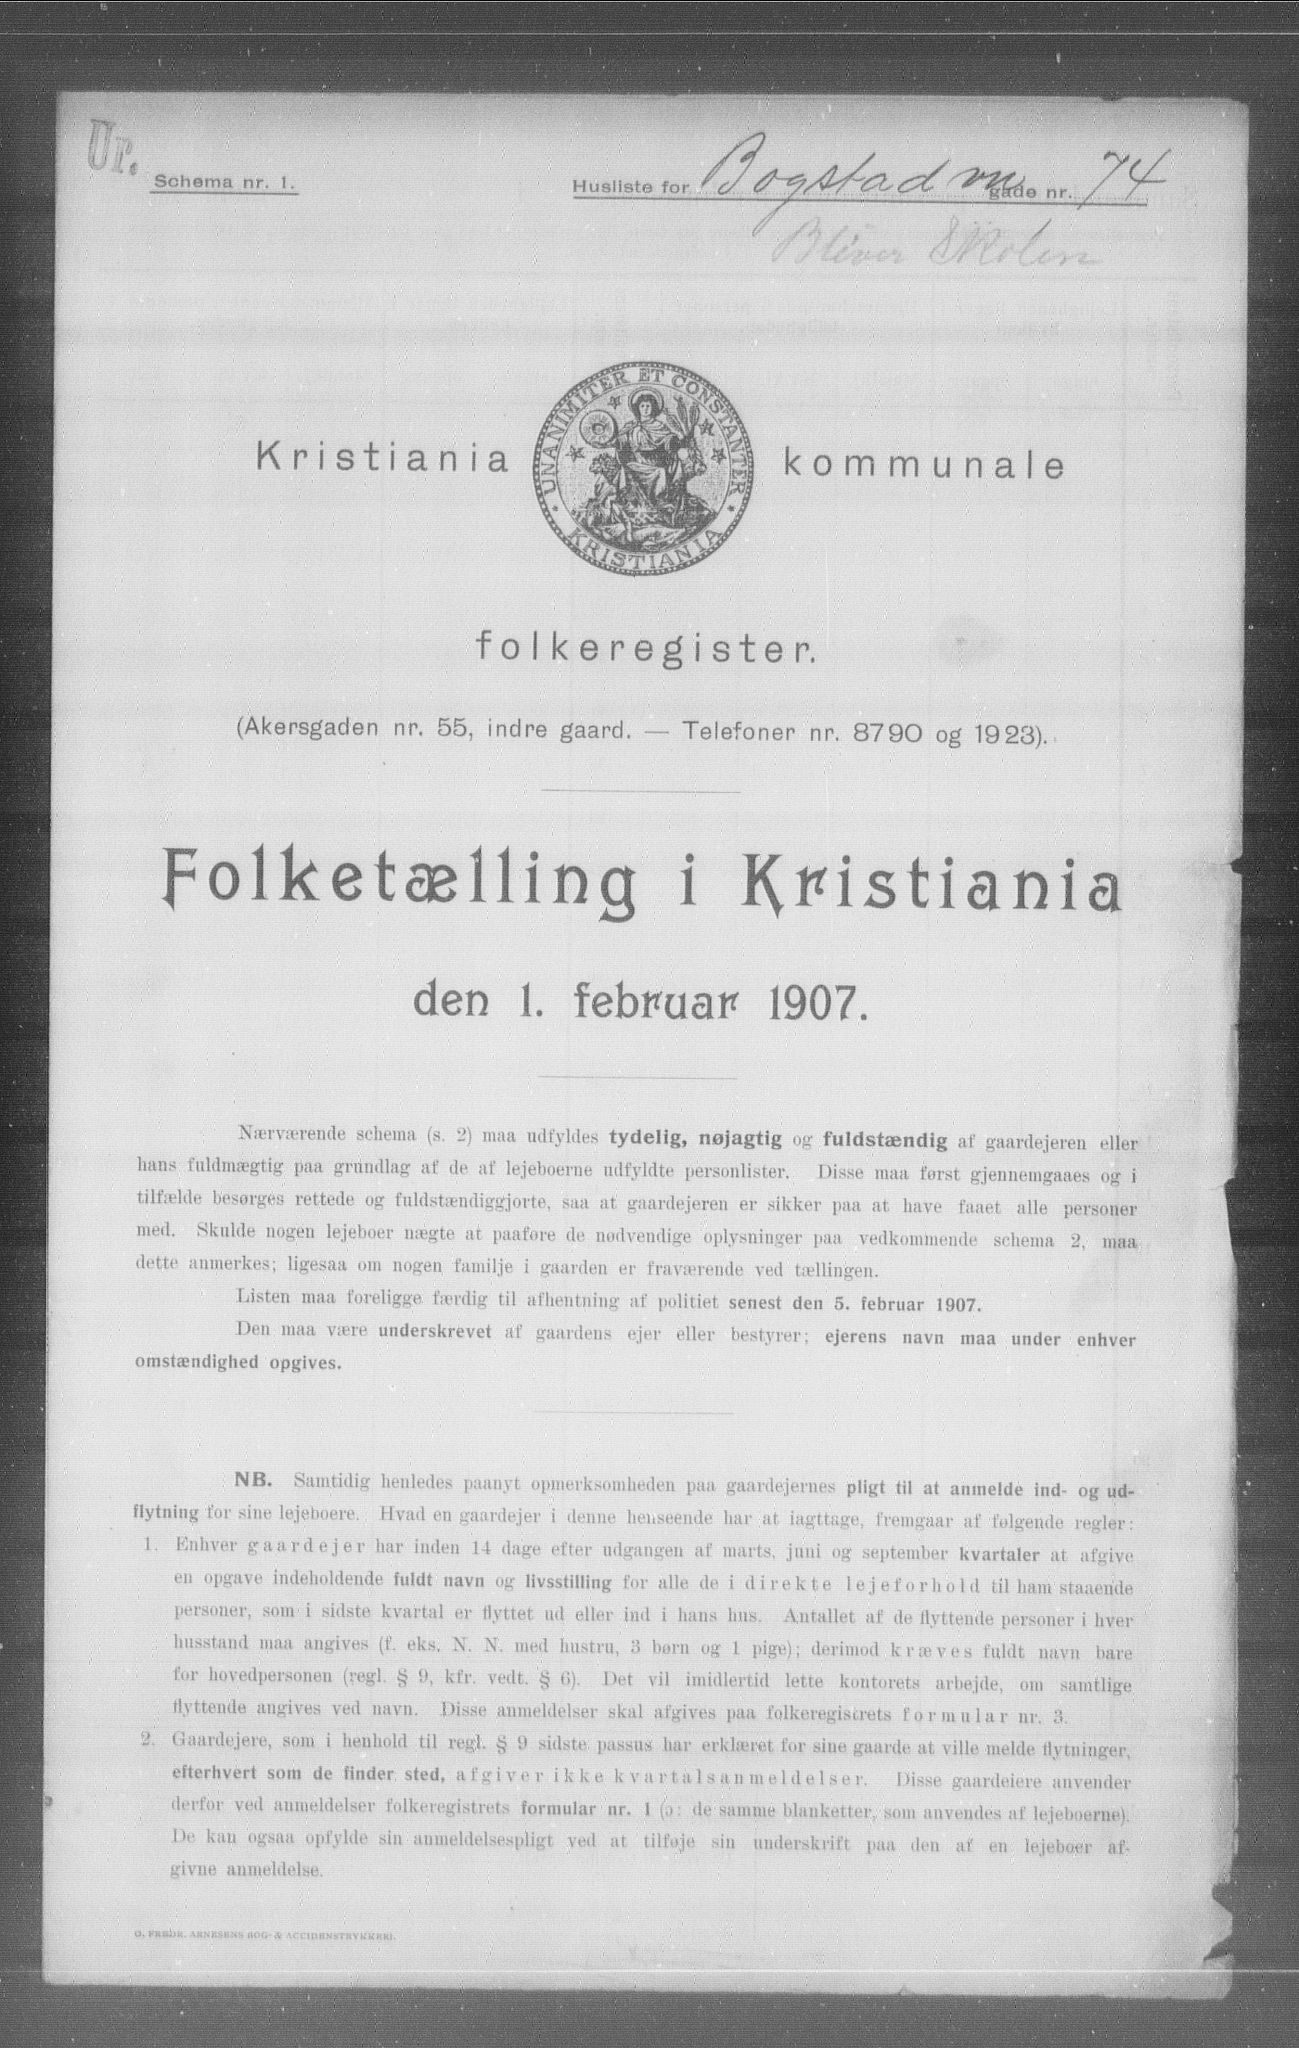 Ur.
Schema nr. 1.
Husliste for Bogstad vn gade nr. 74
Skolen
UNANIMITER ET CONSTANTER
KRISTIANIA
Kristiania kommunale
folkeregister.
(Akersgaden nr. 55, indre gaard. — Telefoner nr. 8790 og 1923).
Folketælling i Kristiania
den 1. februar 1907.
Nærværende schema (s. 2) maa udfyldes tydelig, nøjagtig og fuldstændig af gaardejeren eller
hans fuldmægtig paa grundlag af de af lejeboerne udfyldte personlister. Disse maa først gjennemgaaes og i
tilfælde besørges rettede og fuldstændiggjorte, saa at gaardejeren er sikker paa at have faaet alle personer
med. Skulde nogen lejeboer nægte at paaføre de nødvendige oplysninger paa vedkommende schema 2, maa
dette anmerkes; ligesaa om nogen familje i gaarden er fraværende ved tællingen.
Listen maa foreligge færdig til afhentning af politiet senest den 5. februar 1907.
Den maa være underskrevet af gaardens ejer eller bestyrer; ejerens navn maa under enhver
omstændighed opgives.
NB. Samtidig henledes paanyt opmerksomheden paa gaardejernes pligt til at anmelde ind- og ud-
flytning for sine lejeboere. Hvad en gaardejer i denne henseende har at iagttage, fremgaar af følgende regler:
1. Enhver gaardejer har inden 14 dage efter udgangen af marts, juni og september kvartaler at afgive
en opgave indeholdende fuldt navn og livsstilling for alle de i direkte lejeforhold til ham staaende
personer, som i sidste kvartal er flyttet ud eller ind i hans hus. Antallet af de flyttende personer i hver
husstand maa angives (f. eks. N. N. med hustru, 3 børn og 1 pige); derimod kræves fuldt navn bare
for hovedpersonen (regl. § 9, kfr. vedt. § 6). Det vil imidlertid lette kontorets arbejde, om samtlige
flyttende angives ved navn. Disse anmeldelser skal afgives paa folkeregistrets formular nr. 3.
2. Gaardejere, som i henhold til regl. § 9 sidste passus har erklæret for sine gaarde at ville melde flytninger,
efterhvert som de finder sted, afgiver ikke kvartalsanmeldelser. Disse gaardeiere anvender
derfor ved anmeldelser folkeregistrets formular nr. 1 (ɔ: de samme blanketter, som anvendes af lejeboerne).
De kan ogsaa opfylde sin anmeldelsespligt ved at tilføje sin underskrift paa den af en lejeboer af-
givne anmeldelse.
O. FREDR. ARNESENS BOG- & ACCIDENSTRYKKERI.